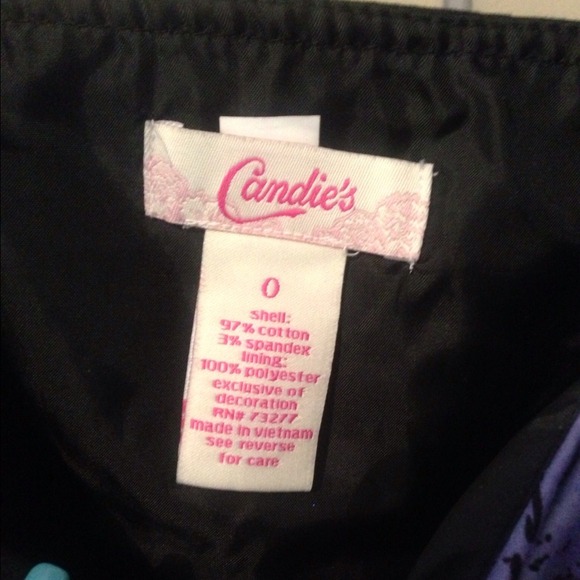 Candie's
0
shell:
97% cotton
3% spandex
lining:
100% polyester
exclusive of
decoration
RN# 73277
made in vietnam
see reverse
for care